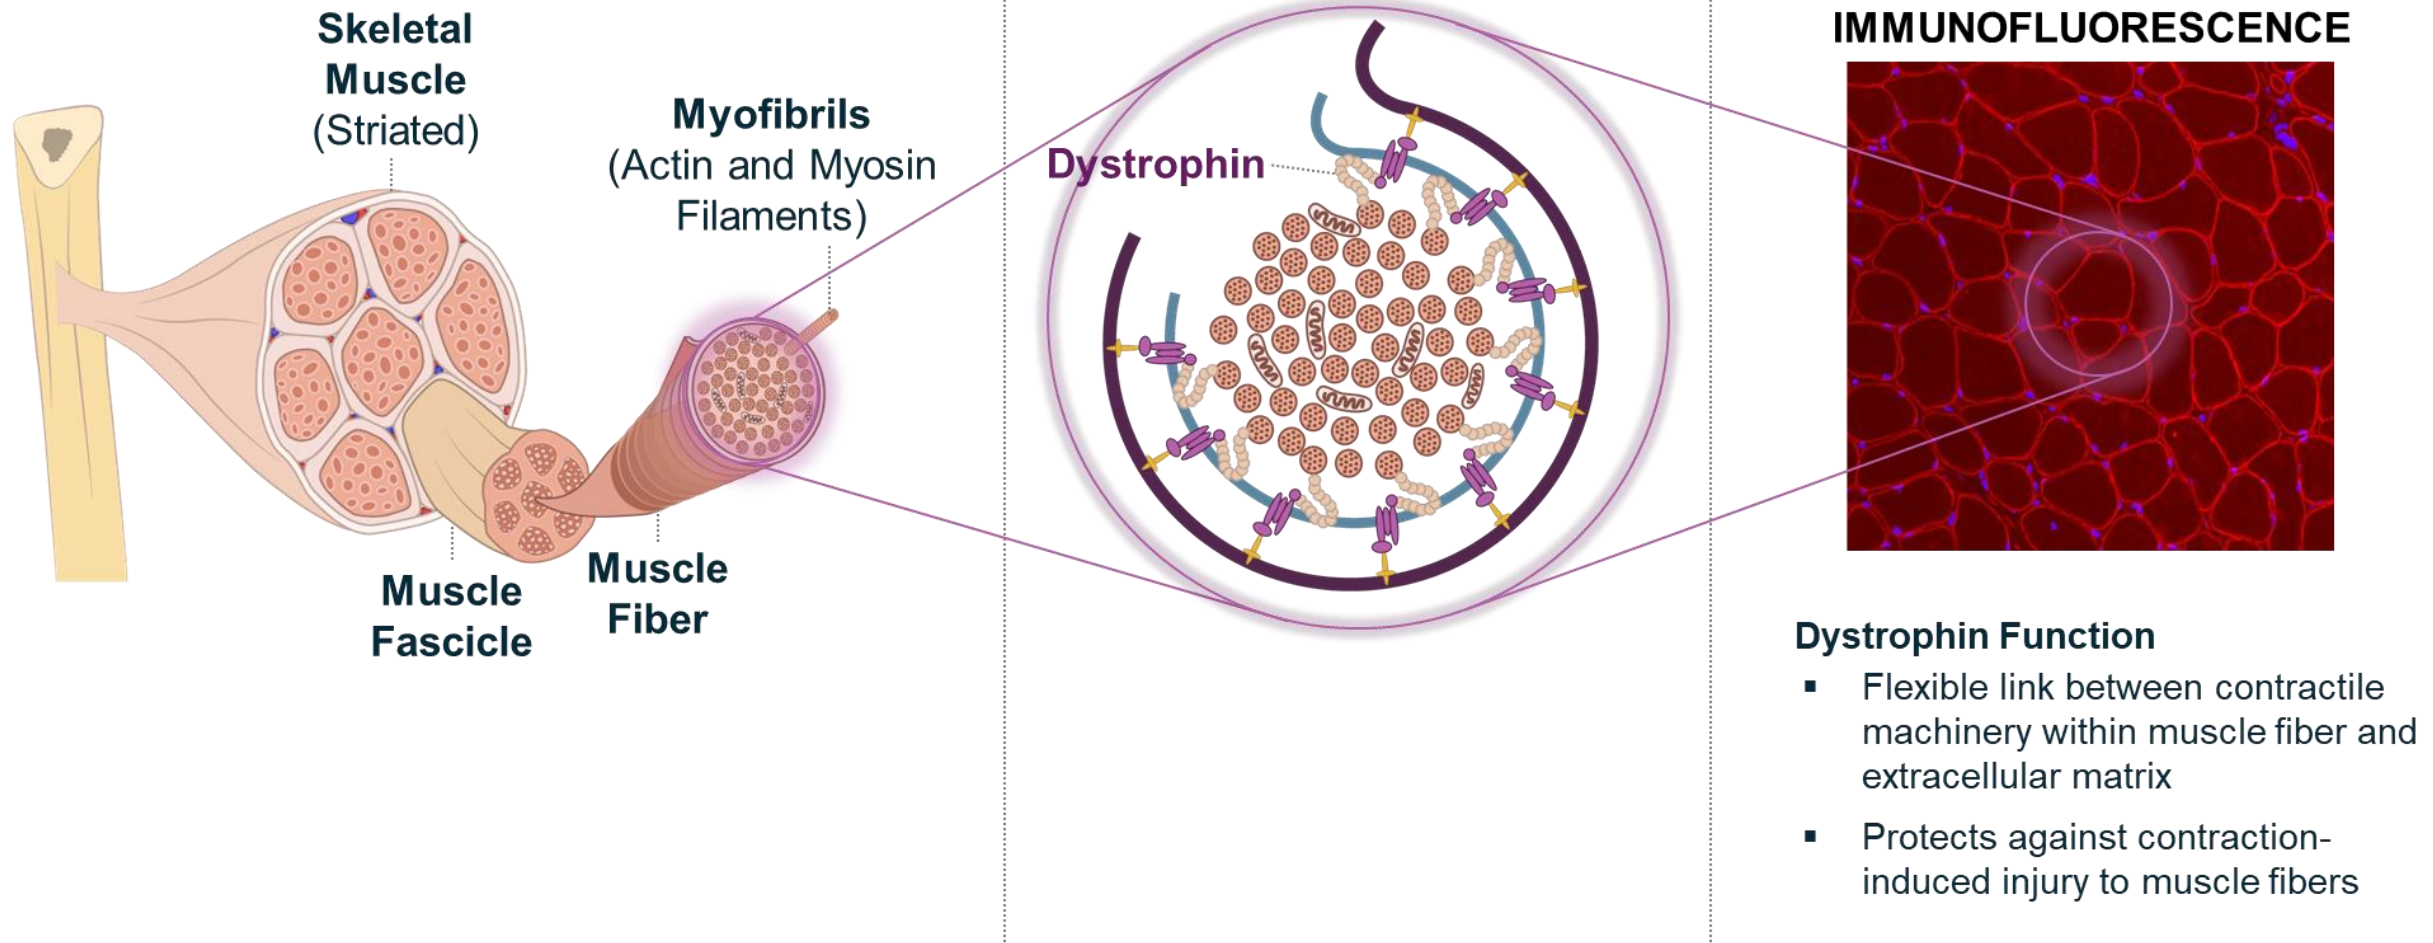 Skeletal
Muscle
(Striated)
Myofibrils
(Actin and Myosin
Filaments)
Muscle
Fascicle
Muscle
Fiber
Dystrophin
IMMUNOFLUORESCENCE
Dystrophin Function
▪ Flexible link between contractile
machinery within muscle fiber and
extracellular matrix
▪ Protects against contraction-
induced injury to muscle fibers